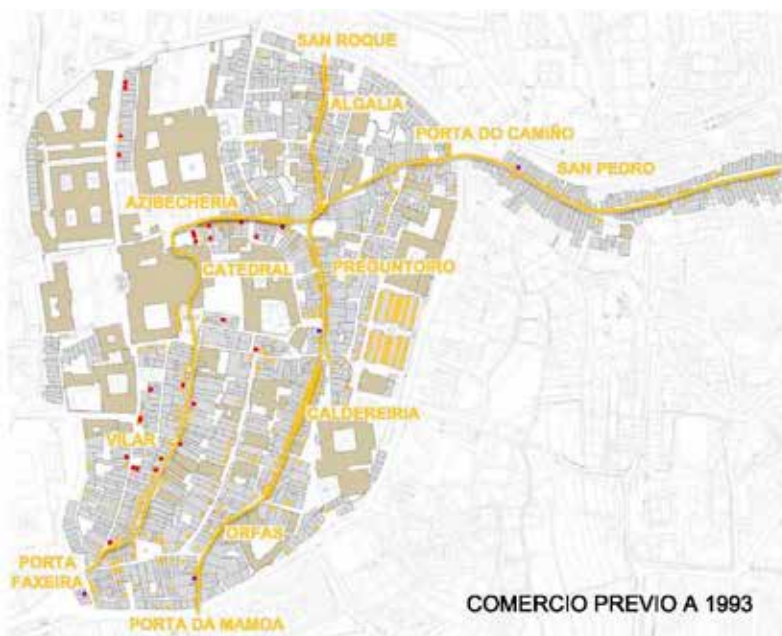 SAN ROQUE
ALGALIA
PORTA DO CAMIÑO
SAN PEDRO
AZIBECHERIA
CATEDRAL
PREGUNTOIRO
CALDEREIRIA
VILAR
ORFAS
PORTA
FAXEIRA
PORTA DA MAMOA
COMERCIO PREVIO A 1993